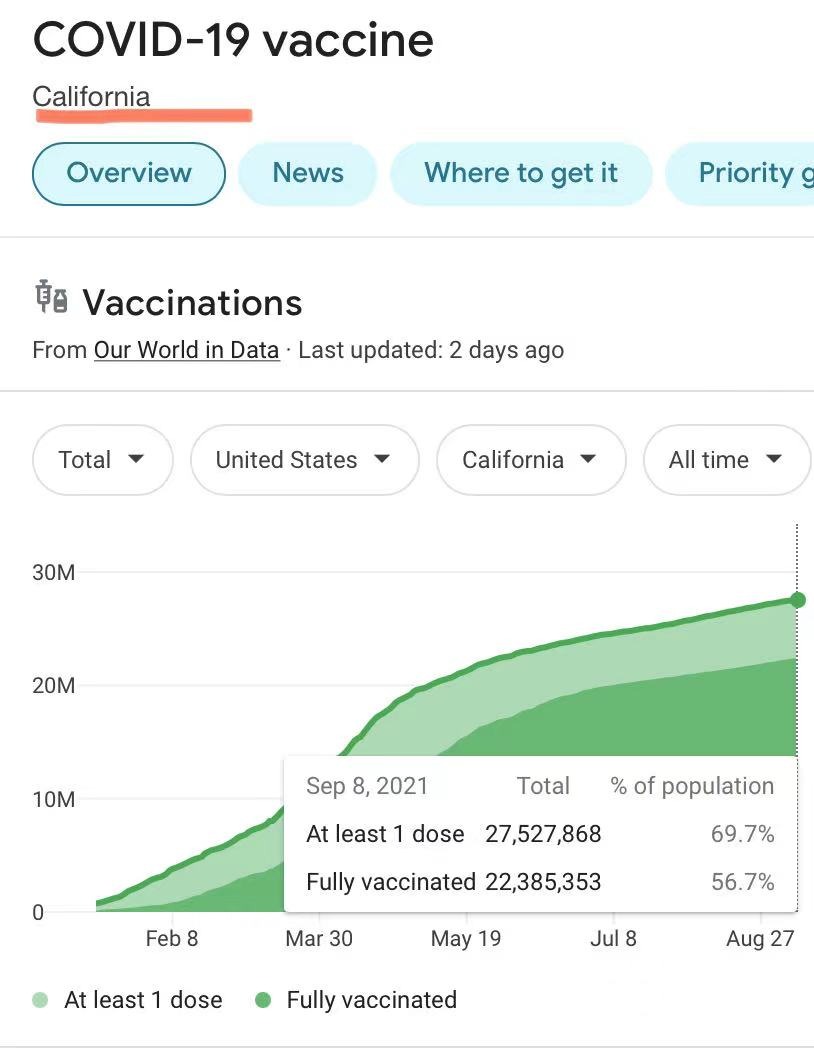 COVID-19 vaccine
California
Overview News Where to get it Priority g
Vaccinations
From Our World in Data · Last updated: 2 days ago
Total United States California All time
30M
20M
10M
0
Sep 8, 2021 Total % of population
At least 1 dose 27,527,868 69.7%
Fully vaccinated 22,385,353 56.7%
Feb 8 Mar 30 May 19 Jul 8 Aug 27
At least 1 dose Fully vaccinated